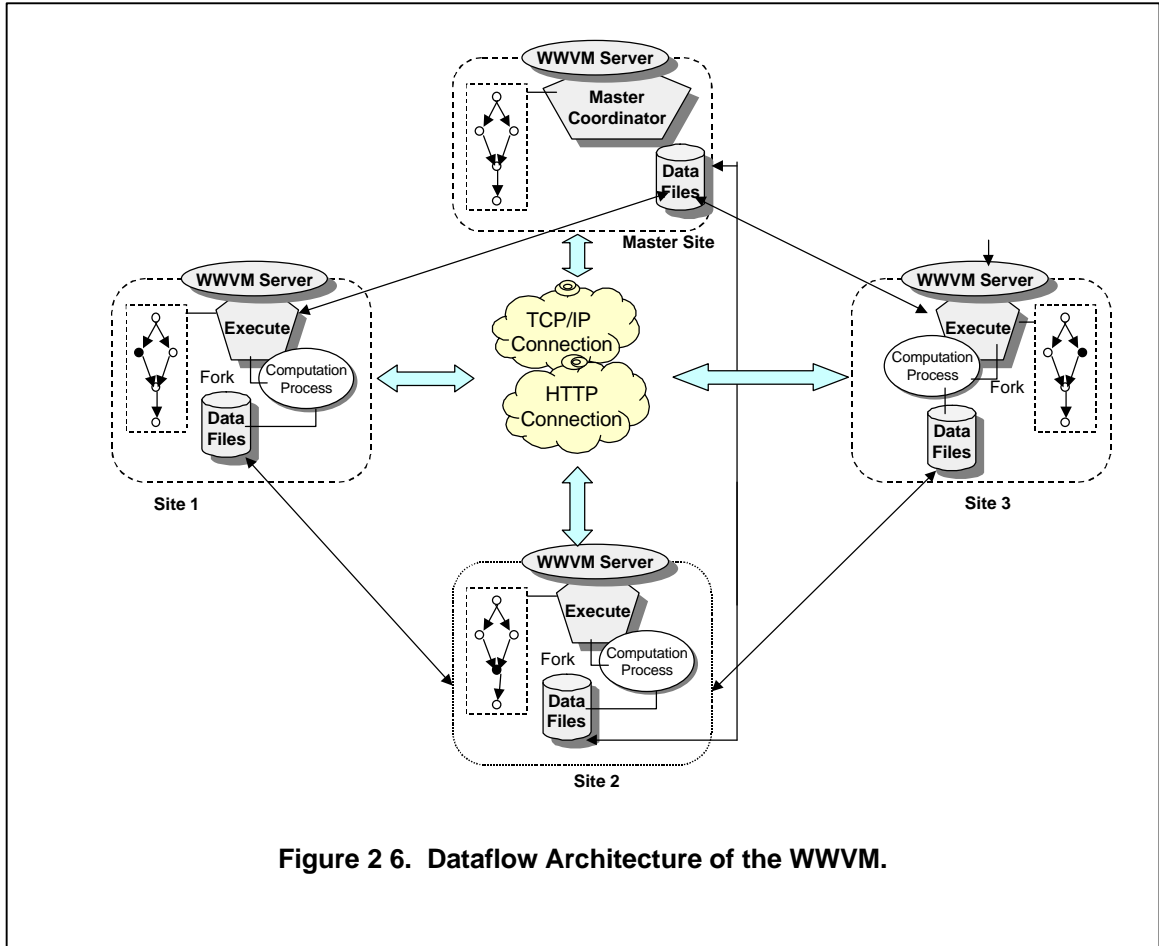 WWVM Server
Master
Coordinator
Data
Files
Master Site
WWVM Server
Execute
Computation
Process
Fork
Data
Files
Site 1
TCP/IP
Connection
HTTP
Connection
WWVM Server
Execute
Computation
Process
Fork
Data
Files
Site 3
WWVM Server
Execute
Computation
Process
Fork
Data
Files
Site 2
Figure 2 6. Dataflow Architecture of the WWVM.